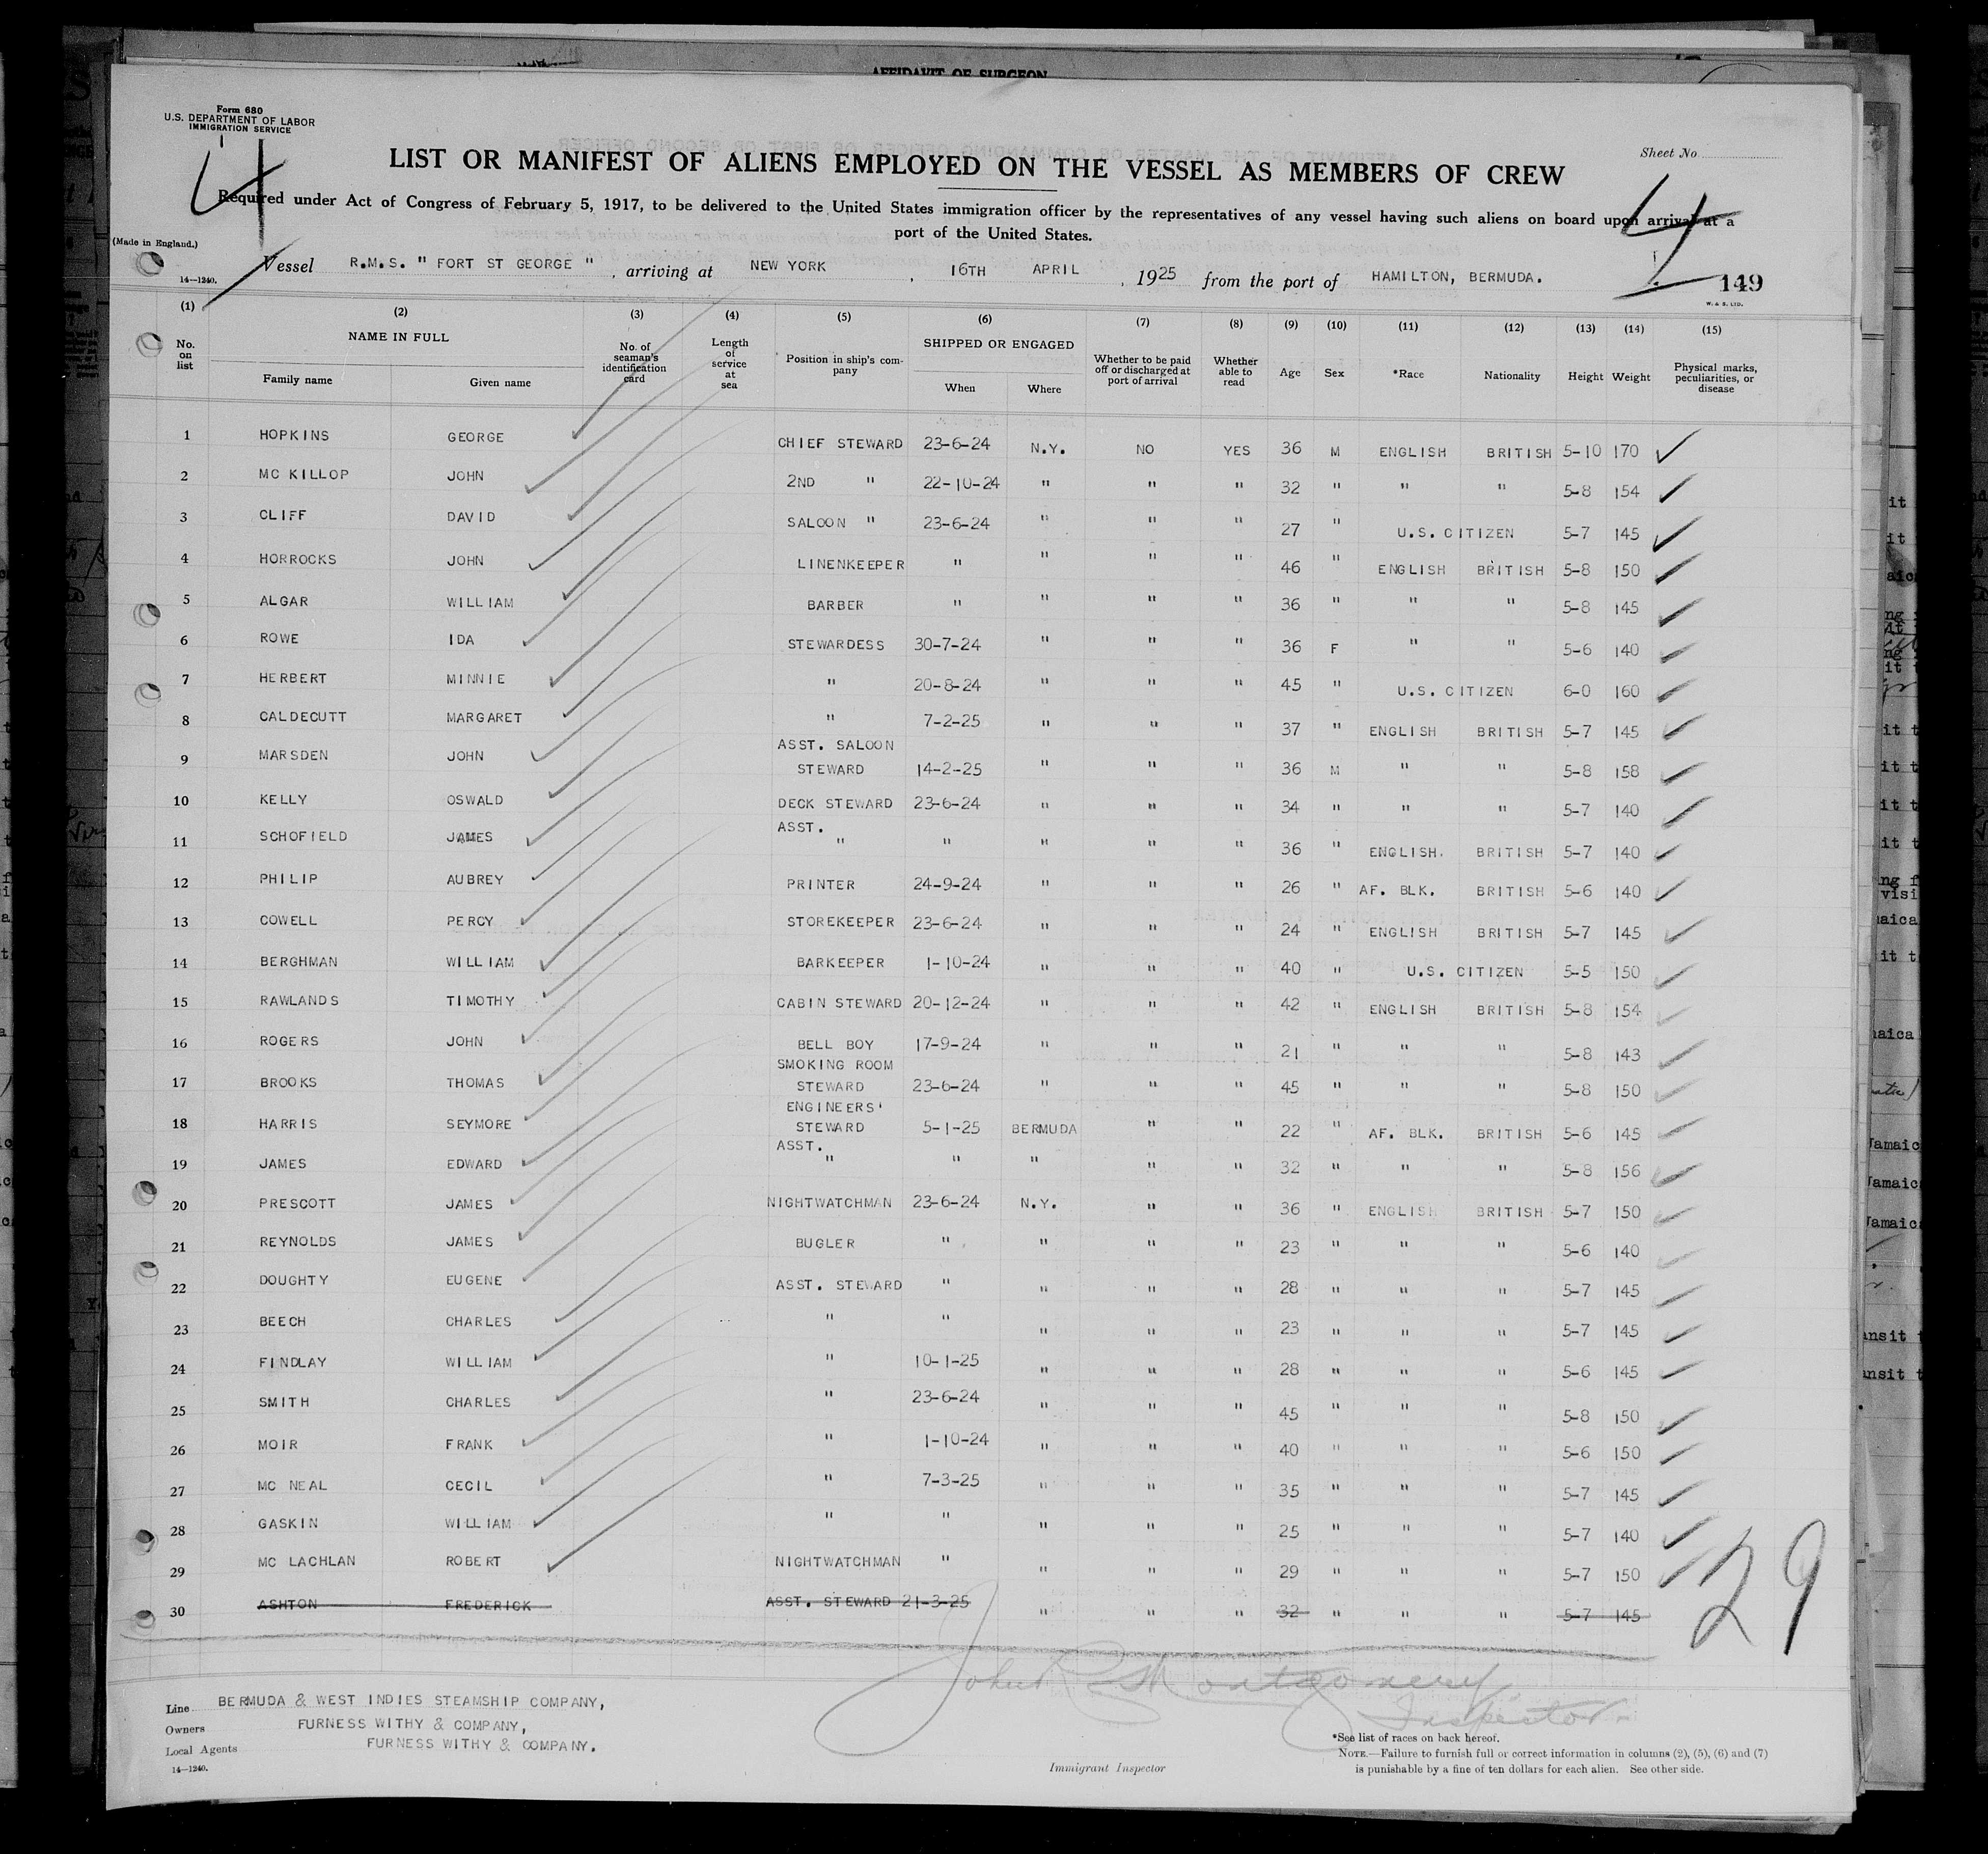 AFFIDAVIT OF SURGEON
Form 680
U.S. DEPARTMENT OF LABOR
IMMIGRATION SERVICE
4
LIST OR MANIFEST OF ALIENS EMPLOYED ON THE VESSEL AS MEMBERS OF CREW
Sheet No.
4
Required under Act of Congress of February 5, 1917, to be delivered to the United States immigration officer by the representatives of any vessel having such aliens on board upon arrival at a
port of the United States.
(Made in England.)
14—1240.
Vessel R.M.S. " FORT ST GEORGE " , arriving at NEW YORK , 16TH APRIL , 1925 from the port of HAMILTON, BERMUDA.
149
W. & S. LTD.
(1) (2) (3) (4) (5) (6) (7) (8) (9) (10) (11) (12) (13) (14) (15)
No. on list NAME IN FULL Family name Given name No. of seaman's identification card Length of service at sea Position in ship's company SHIPPED OR ENGAGED When Where Whether to be paid off or discharged at port of arrival Whether able to read Age Sex *Race Nationality Height Weight Physical marks, peculiarities, or disease
1 HOPKINS GEORGE CHIEF STEWARD 23-6-24 N.Y. NO YES 36 M ENGLISH BRITISH 5-10 170
2 MC KILLOP JOHN 2ND " 22-10-24 " " " 32 " " " 5-8 154
3 CLIFF DAVID SALOON " 23-6-24 " " " 27 " U.S. CITIZEN 5-7 145
4 HORROCKS JOHN LINENKEEPER " " " " 46 " ENGLISH BRITISH 5-8 150
5 ALGAR WILLIAM BARBER " " " " 36 " " " 5-8 145
6 ROWE IDA STEWARDESS 30-7-24 " " " 36 F " " 5-6 140
7 HERBERT MINNIE " 20-8-24 " " " 45 " U.S. CITIZEN 6-0 160
8 CALDECUTT MARGARET " 7-2-25 " " " 37 " ENGLISH BRITISH 5-7 145
9 MARSDEN JOHN ASST. SALOON STEWARD 14-2-25 " " " 36 M " " 5-8 158
10 KELLY OSWALD DECK STEWARD 23-6-24 " " " 34 " " " 5-7 140
11 SCHOFIELD JAMES ASST. " " " " " 36 " ENGLISH. BRITISH 5-7 140
12 PHILIP AUBREY PRINTER 24-9-24 " " " 26 " AF. BLK. BRITISH 5-6 140
13 COWELL PERCY STOREKEEPER 23-6-24 " " " 24 " ENGLISH BRITISH 5-7 145
14 BERGHMAN WILLIAM BARKEEPER 1-10-24 " " " 40 " U.S. CITIZEN 5-5 150
15 RAWLANDS TIMOTHY CABIN STEWARD 20-12-24 " " " 42 " ENGLISH BRITISH 5-8 154
16 ROGERS JOHN BELL BOY 17-9-24 " " " 21 " " " 5-8 143
17 BROOKS THOMAS SMOKING ROOM STEWARD 23-6-24 " " " 45 " " " 5-8 150
18 HARRIS SEYMORE ENGINEERS' STEWARD 5-1-25 BERMUDA " " 22 " AF. BLK. BRITISH 5-6 145
19 JAMES EDWARD ASST. " " " " " 32 " " " 5-8 156
20 PRESCOTT JAMES NIGHTWATCHMAN 23-6-24 N.Y. " " 36 " ENGLISH BRITISH 5-7 150
21 REYNOLDS JAMES BUGLER " " " " 23 " " " 5-6 140
22 DOUGHTY EUGENE ASST. STEWARD " " " " 28 " " " 5-7 145
23 BEECH CHARLES " " " " " 23 " " " 5-7 145
24 FINDLAY WILLIAM " 10-1-25 " " " 28 " " " 5-6 145
25 SMITH CHARLES " 23-6-24 " " " 45 " " " 5-8 150
26 MOIR FRANK " 1-10-24 " " " 40 " " " 5-6 150
27 MC NEAL CECIL " 7-3-25 " " " 35 " " " 5-7 145
28 GASKIN WILLIAM " " " " " 25 " " " 5-7 140
29 MC LACHLAN ROBERT NIGHTWATCHMAN " " " " 29 " " " 5-7 150
30 ASHTON FREDERICK ASST. STEWARD 21-3-25 " " " 32 " " " 5-7 145
29
John R Montgomery
Inspector
Line BERMUDA & WEST INDIES STEAMSHIP COMPANY,
Owners FURNESS WITHY & COMPANY,
Local Agents FURNESS WITHY & COMPANY.
14—1240.
Immigrant Inspector
*See list of races on back hereof.
NOTE.—Failure to furnish full or correct information in columns (2), (5), (6) and (7)
is punishable by a fine of ten dollars for each alien. See other side.